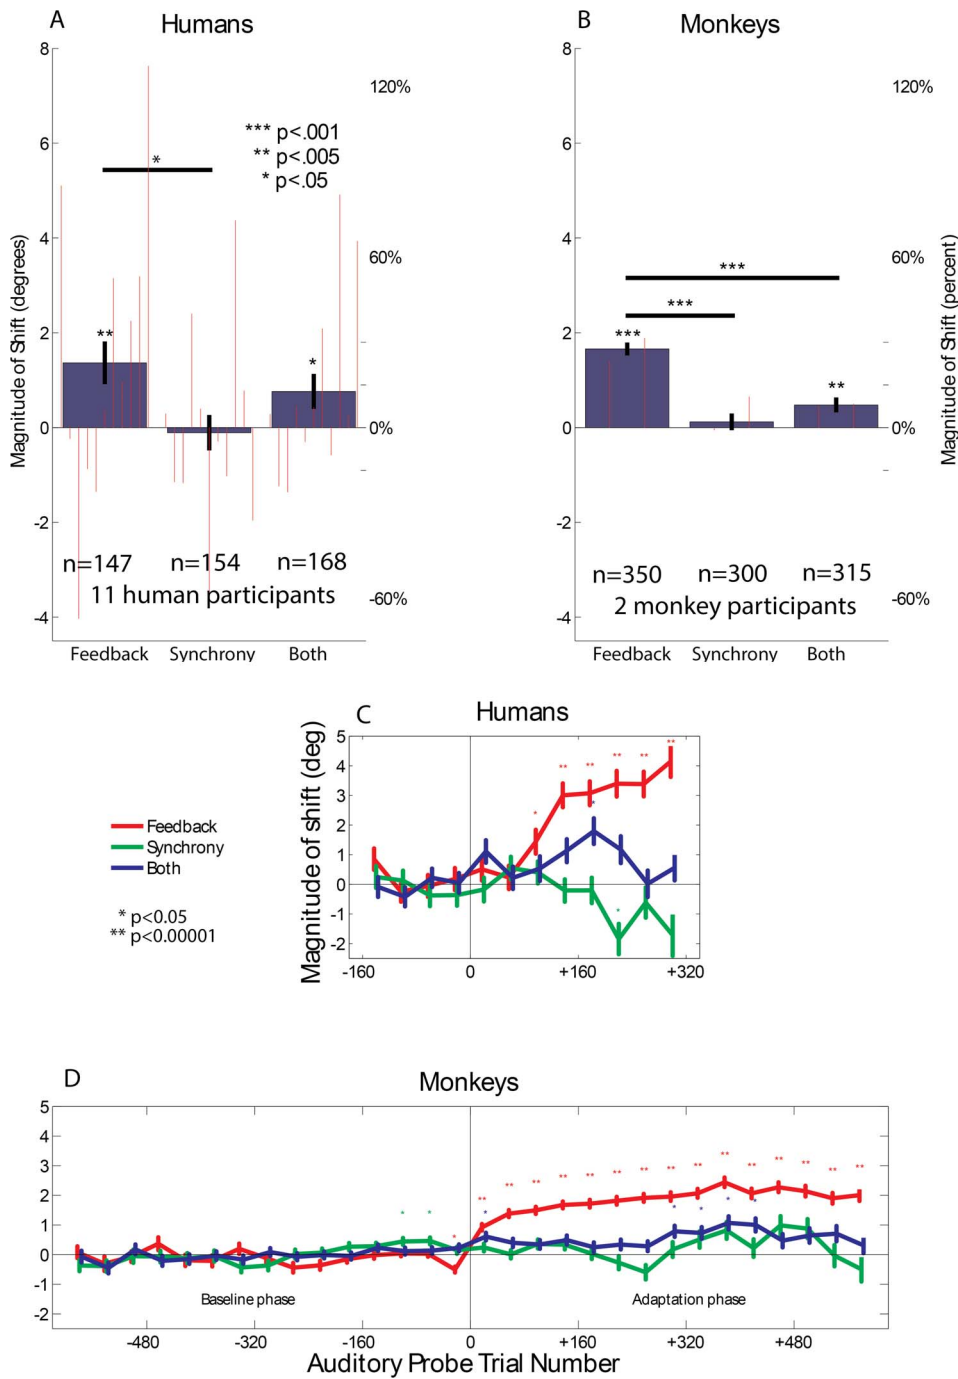 A
Humans
8
6
4
2
0
-2
-4
Magnitude of Shift (degrees)
120%
60%
0%
-60%
*** p<.001
** p<.005
* p<.05
*
**
*
n=147
n=154
n=168
11 human participants
Feedback
Synchrony
Both
B
Monkeys
8
6
4
2
0
-2
-4
120%
60%
0%
-60%
Magnitude of Shift (percent)
***
***
***
**
n=350
n=300
n=315
2 monkey participants
Feedback
Synchrony
Both
C
Humans
Magnitude of shift (deg)
5
4
3
2
1
0
-1
-2
-160
0
+160
+320
* ** ** ** ** **
*
*
Feedback
Synchrony
Both
* p<0.05
** p<0.00001
D
Monkeys
5
4
3
2
1
0
-1
-2
* *
*
** ** ** ** ** ** ** ** ** ** ** ** ** ** **
* * * * *
Baseline phase
Adaptation phase
-480
-320
-160
0
+160
+320
+480
Auditory Probe Trial Number